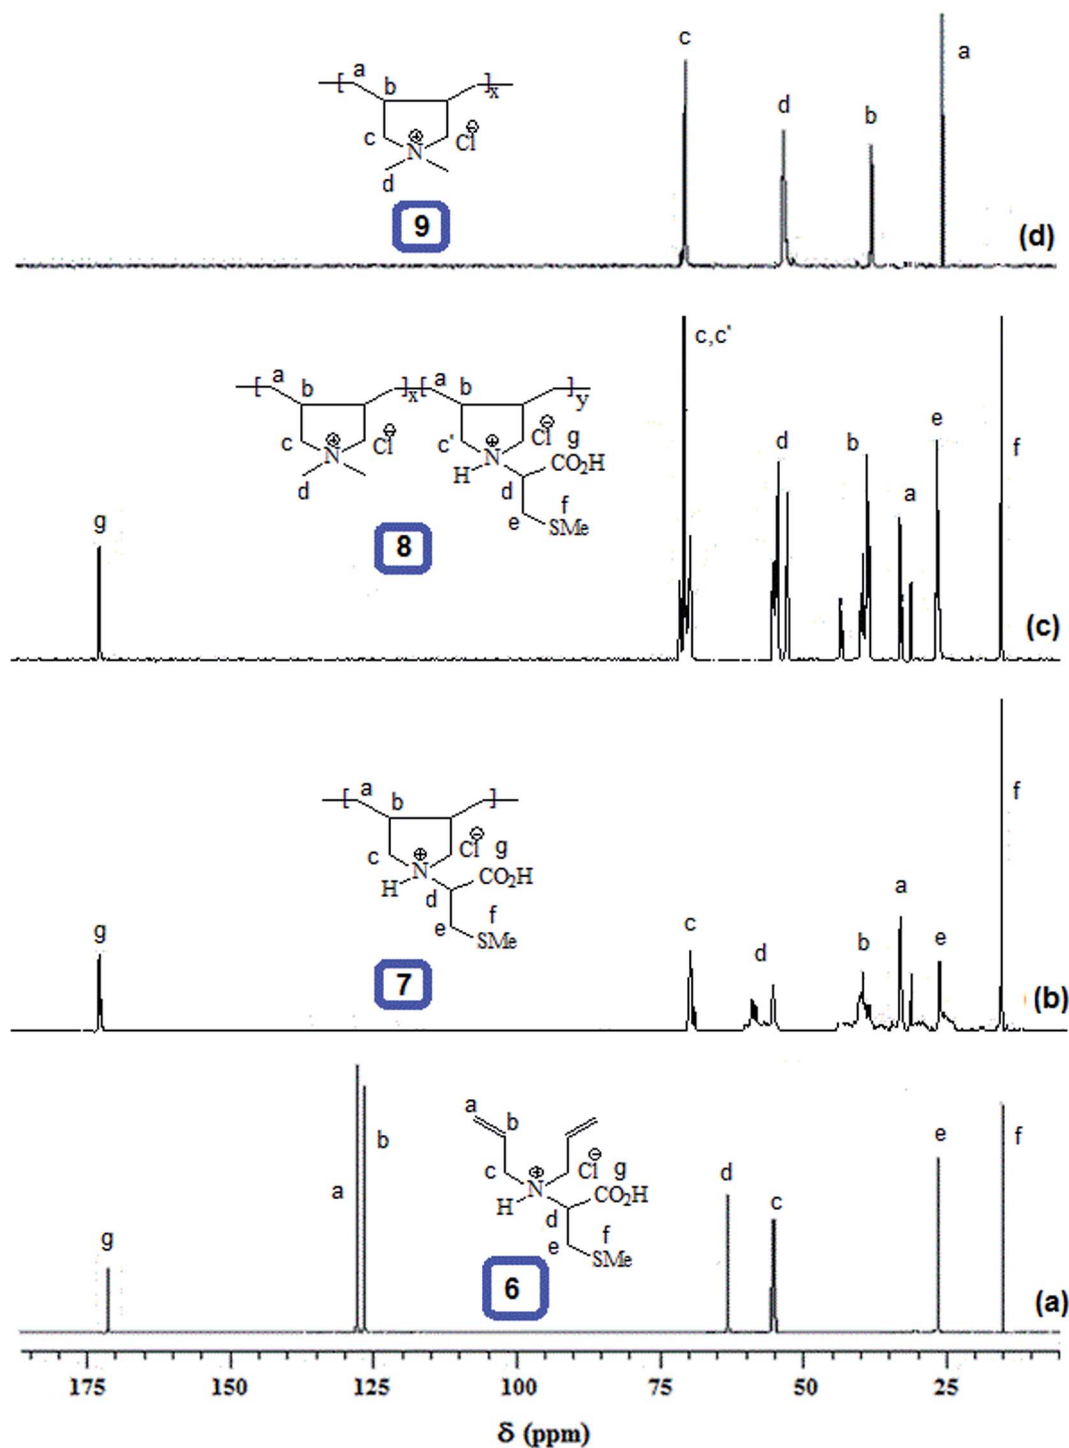 c
a
d
b
a
b
]x
c
N⊕
Cl⊖
d
9
(d)
c,c'
a
b
]x[
a
b
]y
c
N⊕
Cl⊖
d
c'
Cl⊖
g
H
N⊕
CO₂H
d
f
e
SMe
8
g
d
b
a
e
f
(c)
a
b
c
Cl⊖
g
H
N⊕
CO₂H
d
f
e
SMe
7
g
c
d
b
a
e
f
(b)
a
b
c
Cl⊖
g
H
N⊕
CO₂H
d
f
e
SMe
6
g
a
b
d
c
e
f
(a)
175 150 125 100 75 50 25
δ (ppm)